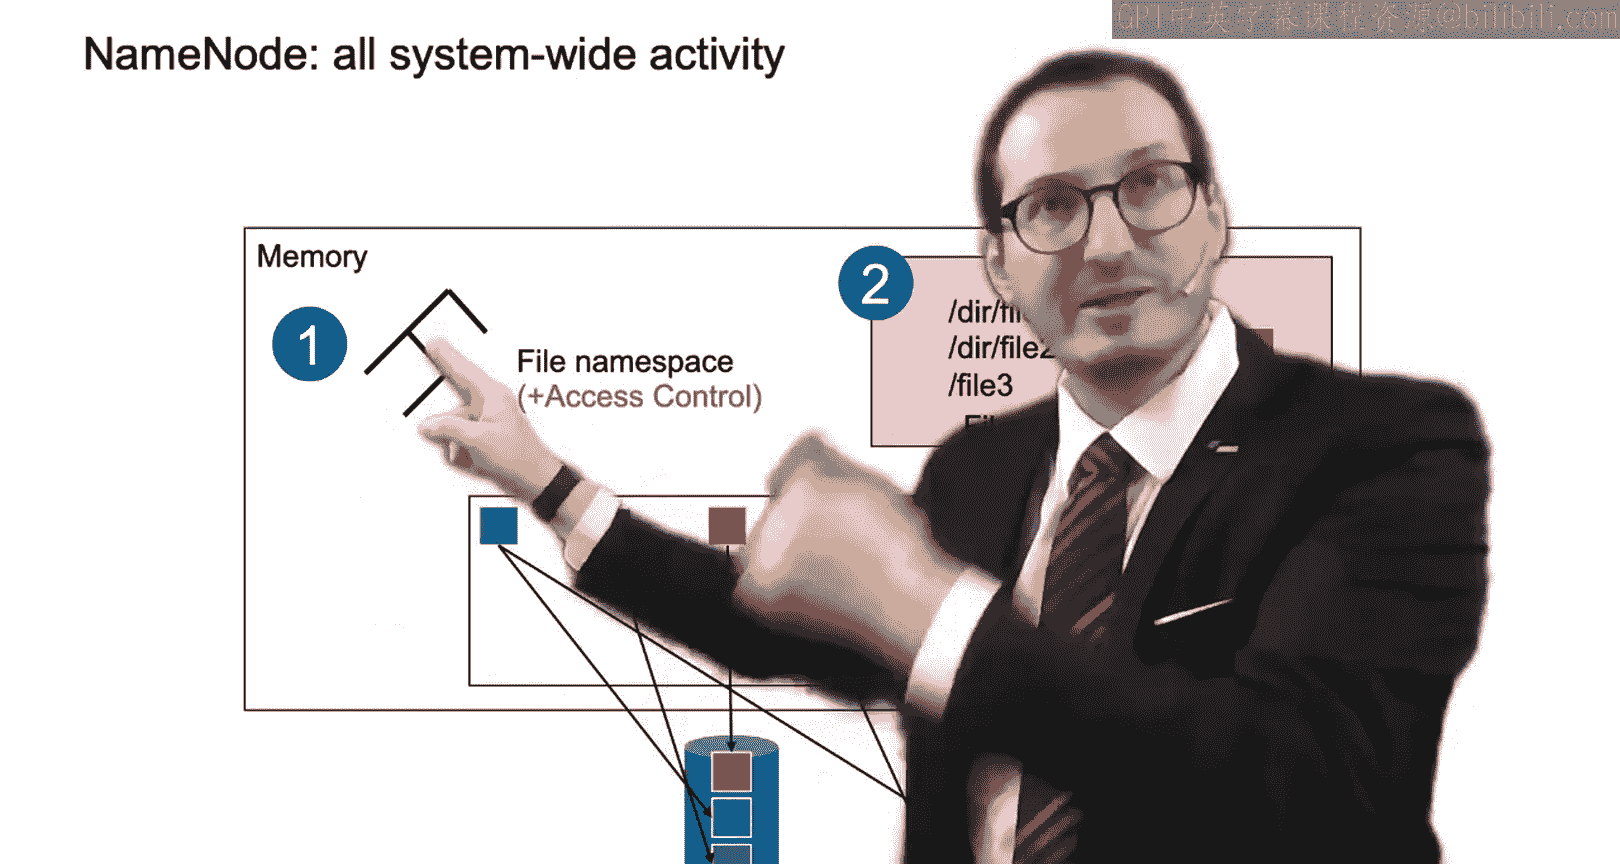 GPT中英字幕课程资源@bilibili.com
NameNode: all system-wide activity
Memory
1
2
File namespace
(+Access Control)
/dir/file2
/file3